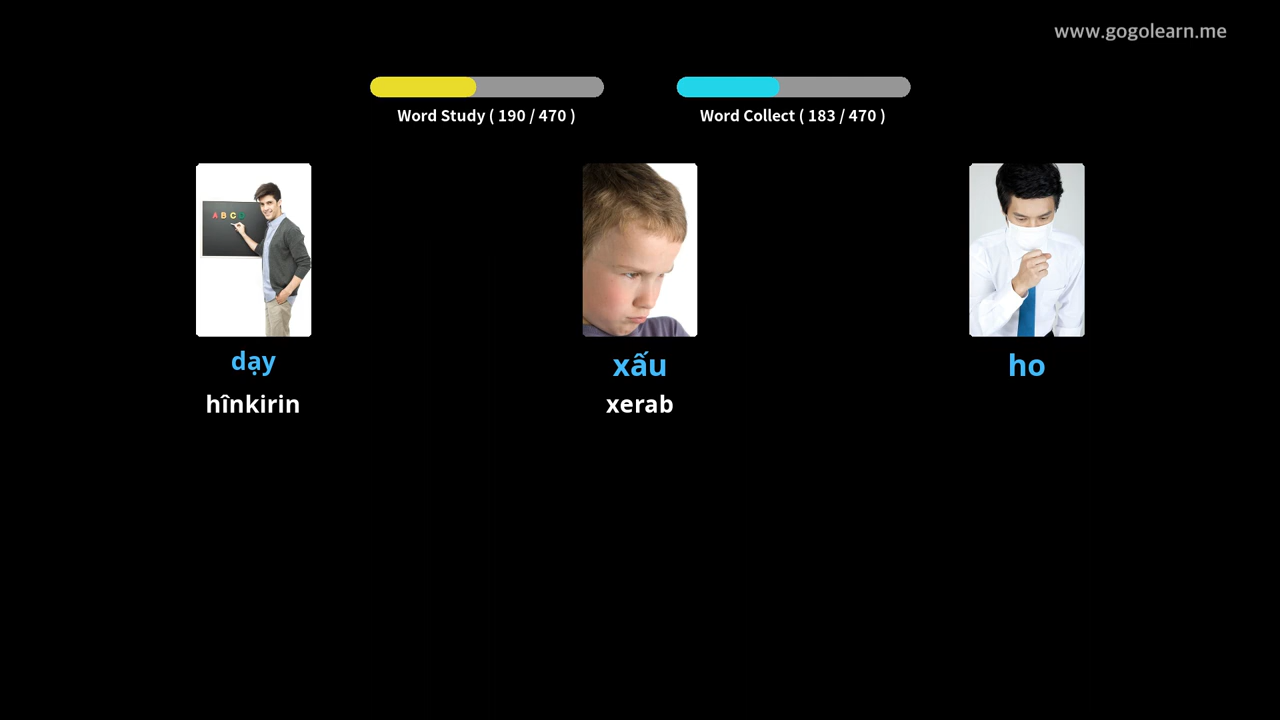 www.gogolearn.me
Word Study ( 190 / 470 )
Word Collect ( 183 / 470 )
A B C D
dạy
xấu
ho
hînkirin
xerab